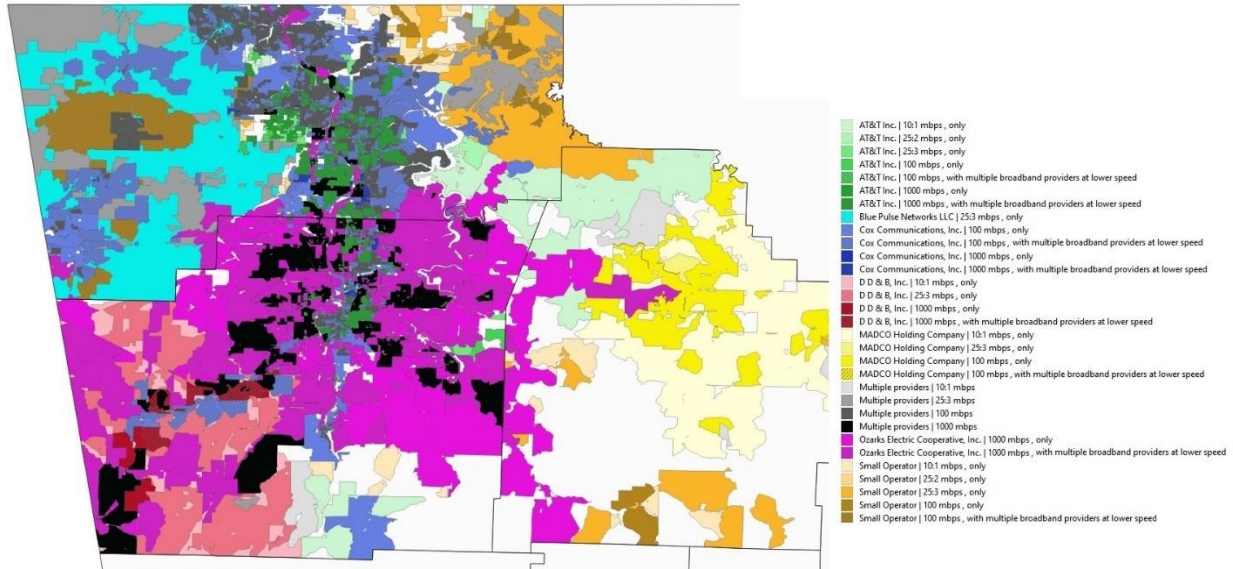 AT&T Inc. | 10:1 mbps , only
AT&T Inc. | 25:2 mbps , only
AT&T Inc. | 25:3 mbps , only
AT&T Inc. | 100 mbps , only
AT&T Inc. | 100 mbps , with multiple broadband providers at lower speed
AT&T Inc. | 1000 mbps , only
AT&T Inc. | 1000 mbps , with multiple broadband providers at lower speed
Blue Pulse Networks LLC | 25:3 mbps , only
Cox Communications, Inc. | 100 mbps , only
Cox Communications, Inc. | 100 mbps , with multiple broadband providers at lower speed
Cox Communications, Inc. | 1000 mbps , only
Cox Communications, Inc. | 1000 mbps , with multiple broadband providers at lower speed
D D & B, Inc. | 10:1 mbps , only
D D & B, Inc. | 25:3 mbps , only
D D & B, Inc. | 1000 mbps , only
D D & B, Inc. | 1000 mbps , with multiple broadband providers at lower speed
MADCO Holding Company | 10:1 mbps , only
MADCO Holding Company | 25:3 mbps , only
MADCO Holding Company | 100 mbps , only
MADCO Holding Company | 100 mbps , with multiple broadband providers at lower speed
Multiple providers | 10:1 mbps
Multiple providers | 25:3 mbps
Multiple providers | 100 mbps
Multiple providers | 1000 mbps
Ozarks Electric Cooperative, Inc. | 1000 mbps , only
Ozarks Electric Cooperative, Inc. | 1000 mbps , with multiple broadband providers at lower speed
Small Operator | 10:1 mbps , only
Small Operator | 25:2 mbps , only
Small Operator | 25:3 mbps , only
Small Operator | 100 mbps , only
Small Operator | 100 mbps , with multiple broadband providers at lower speed